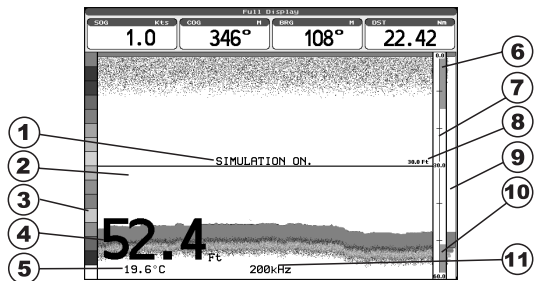 Full Display
SOG Kts COG M BRG M DST Nm
1.0 346° 108° 22.42
0.0
6
7
1
SIMULATION ON.
30.0 Ft
8
30.0
2
9
3
10
4
52.4 Ft
5
19.6°C
200kHz
11
60.0